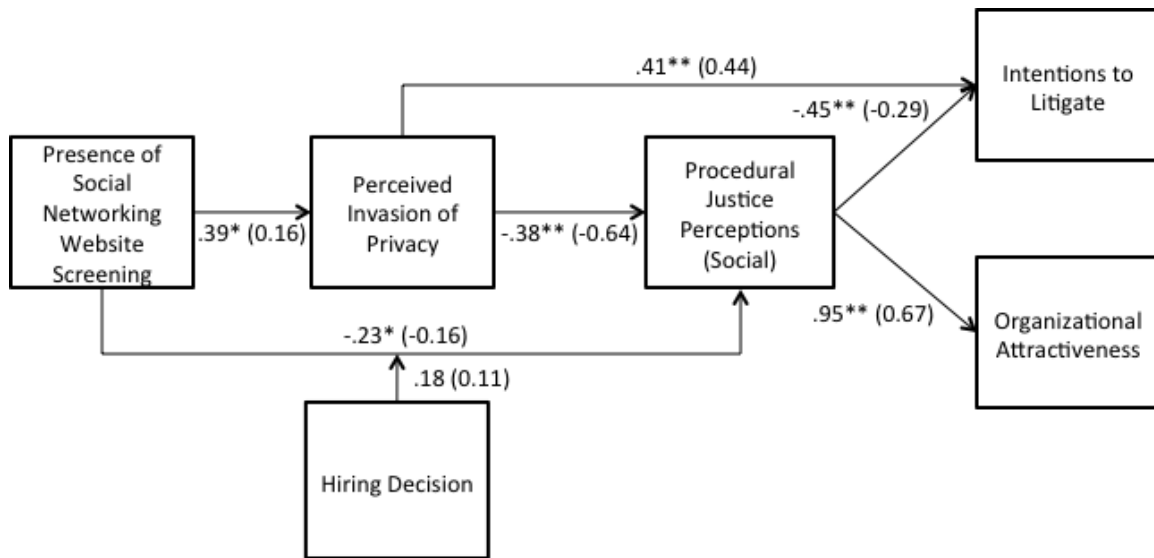 .41** (0.44)
Intentions to
Litigate
-.45** (-0.29)
Presence of
Social
Networking
Website
Screening
.39* (0.16)
Perceived
Invasion of
Privacy
-.38** (-0.64)
Procedural
Justice
Perceptions
(Social)
.95** (0.67)
Organizational
Attractiveness
-.23* (-0.16)
.18 (0.11)
Hiring Decision